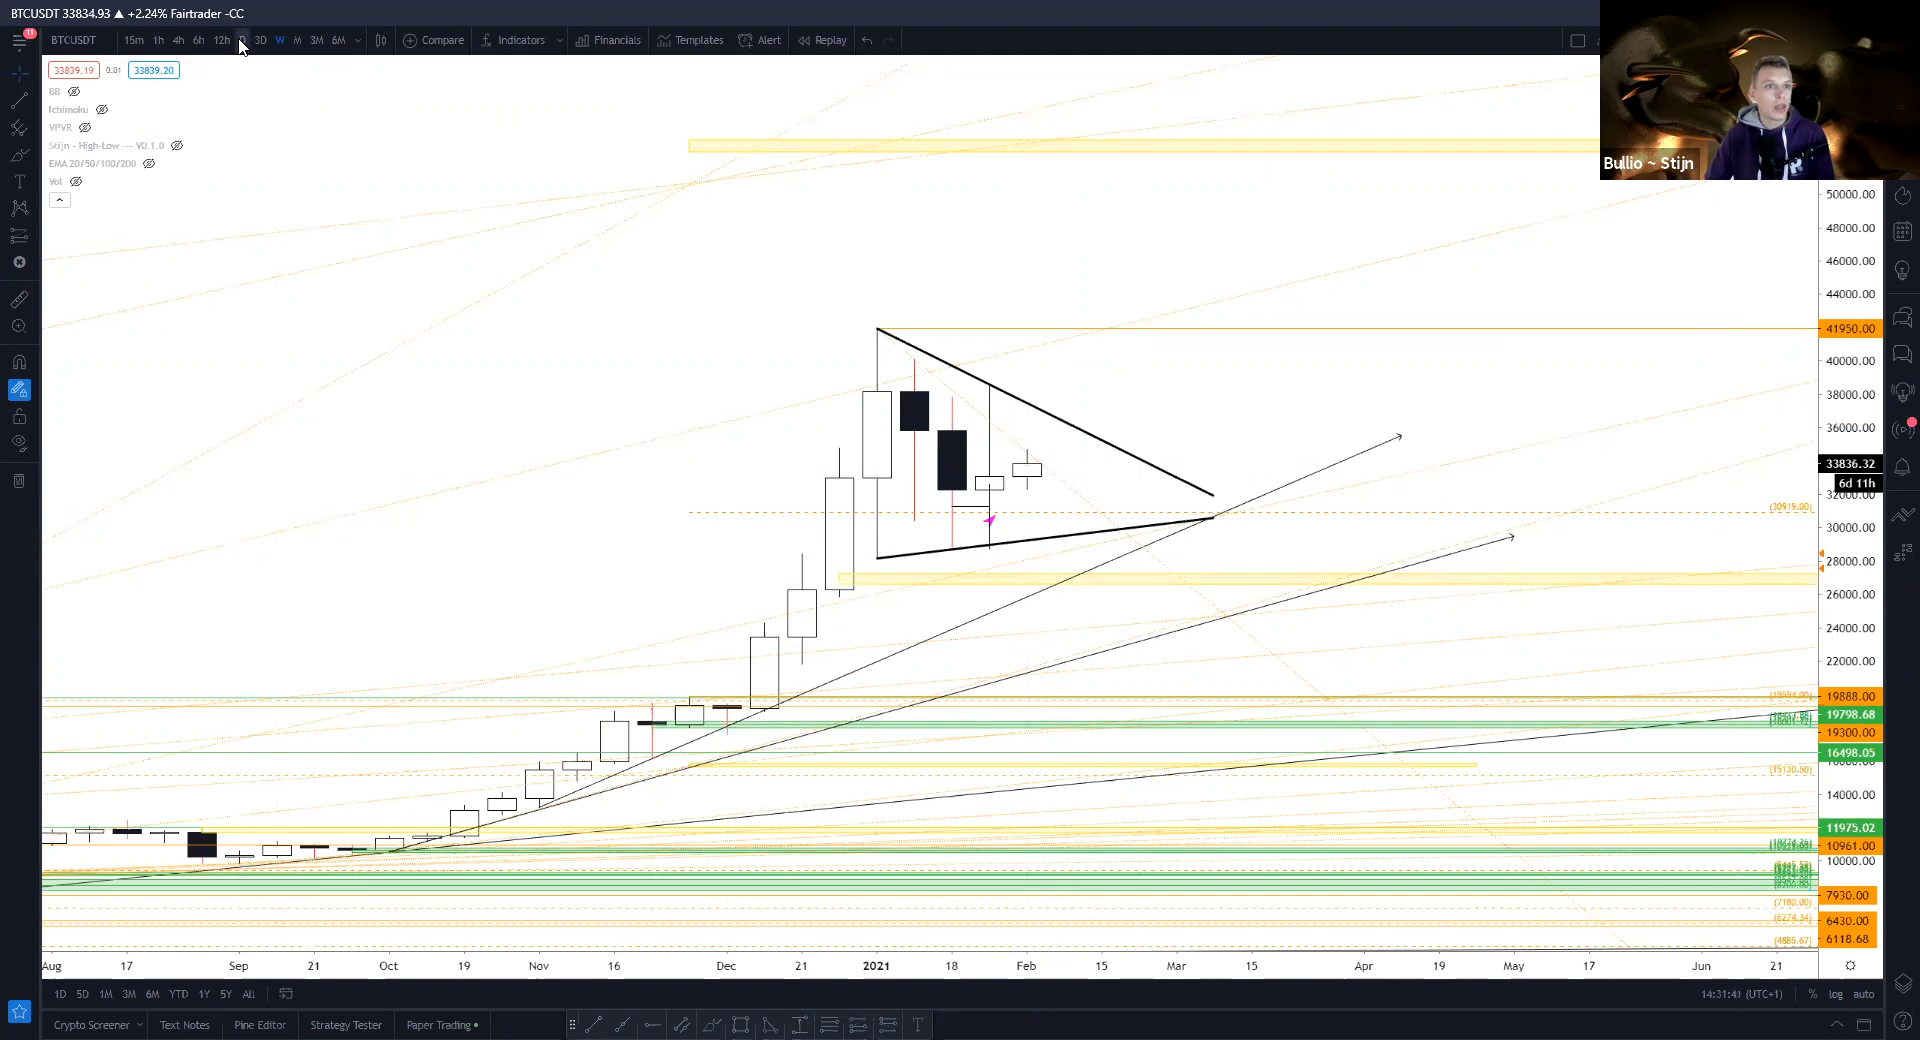 BTCUSDT 33834.93 ▲ +2.24% Fairtrader -CC
11
BTCUSDT 15m 1h 4h 6h 12h 3D W M 3M 6M Compare Indicators Financials Templates Alert Replay
33839.19 0.01 33839.20
BB
Ichimoku
VPVR
Stijn - High-Low --- V0.1.0
EMA 20/50/100/200
Vol
Bullio ~ Stijn
50000.00
48000.00
46000.00
44000.00
41950.00
40000.00
38000.00
36000.00
33836.32
6d 11h
32000.00
(30919.00)
30000.00
28000.00
26000.00
24000.00
22000.00
19888.00
19798.68
19300.00
16498.05
(15130.50)
14000.00
11975.02
10961.00
10000.00
7930.00
(7180.00)
6430.00
(6274.34)
6118.68
(4886.67)
Aug 17 Sep 21 Oct 19 Nov 16 Dec 21 2021 18 Feb 15 Mar 15 Apr 19 May 17 Jun 21
1D 5D 1M 3M 6M YTD 1Y 5Y All 14:31:41 (UTC+1) % log auto
Crypto Screener Text Notes Pine Editor Strategy Tester Paper Trading